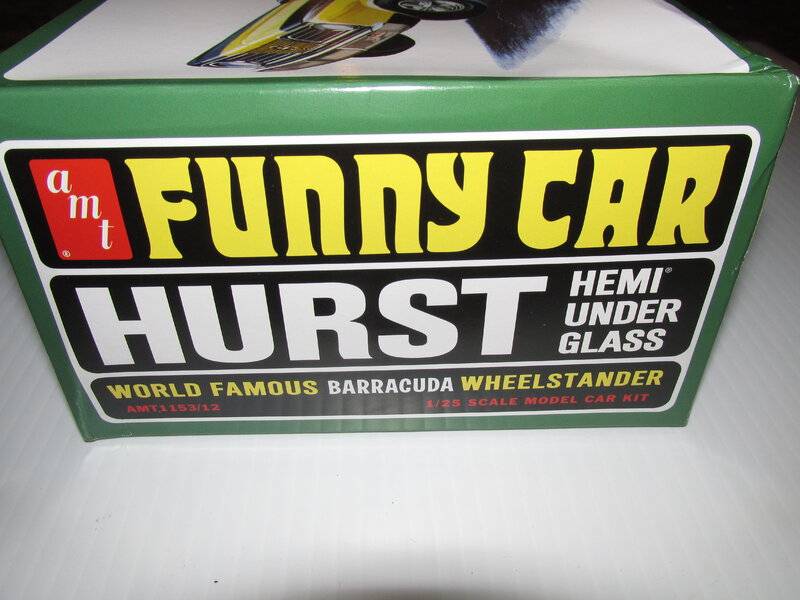 amt®
FUNNY CAR
HURST
HEMI®
UNDER
GLASS
WORLD FAMOUS BARRACUDA WHEELSTANDER
AMT1153/12
1/25 SCALE MODEL CAR KIT